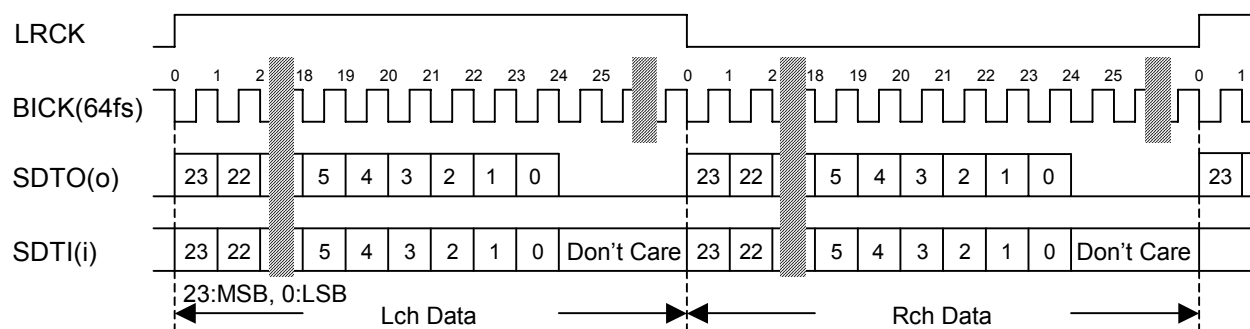 LRCK
0 1 2 18 19 20 21 22 23 24 25 0 1 2 18 19 20 21 22 23 24 25 0 1
BICK(64fs)
SDTO(o) 23 22 5 4 3 2 1 0 23 22 5 4 3 2 1 0 23
SDTI(i) 23 22 5 4 3 2 1 0 Don't Care 23 22 5 4 3 2 1 0 Don't Care
23:MSB, 0:LSB
Lch Data Rch Data